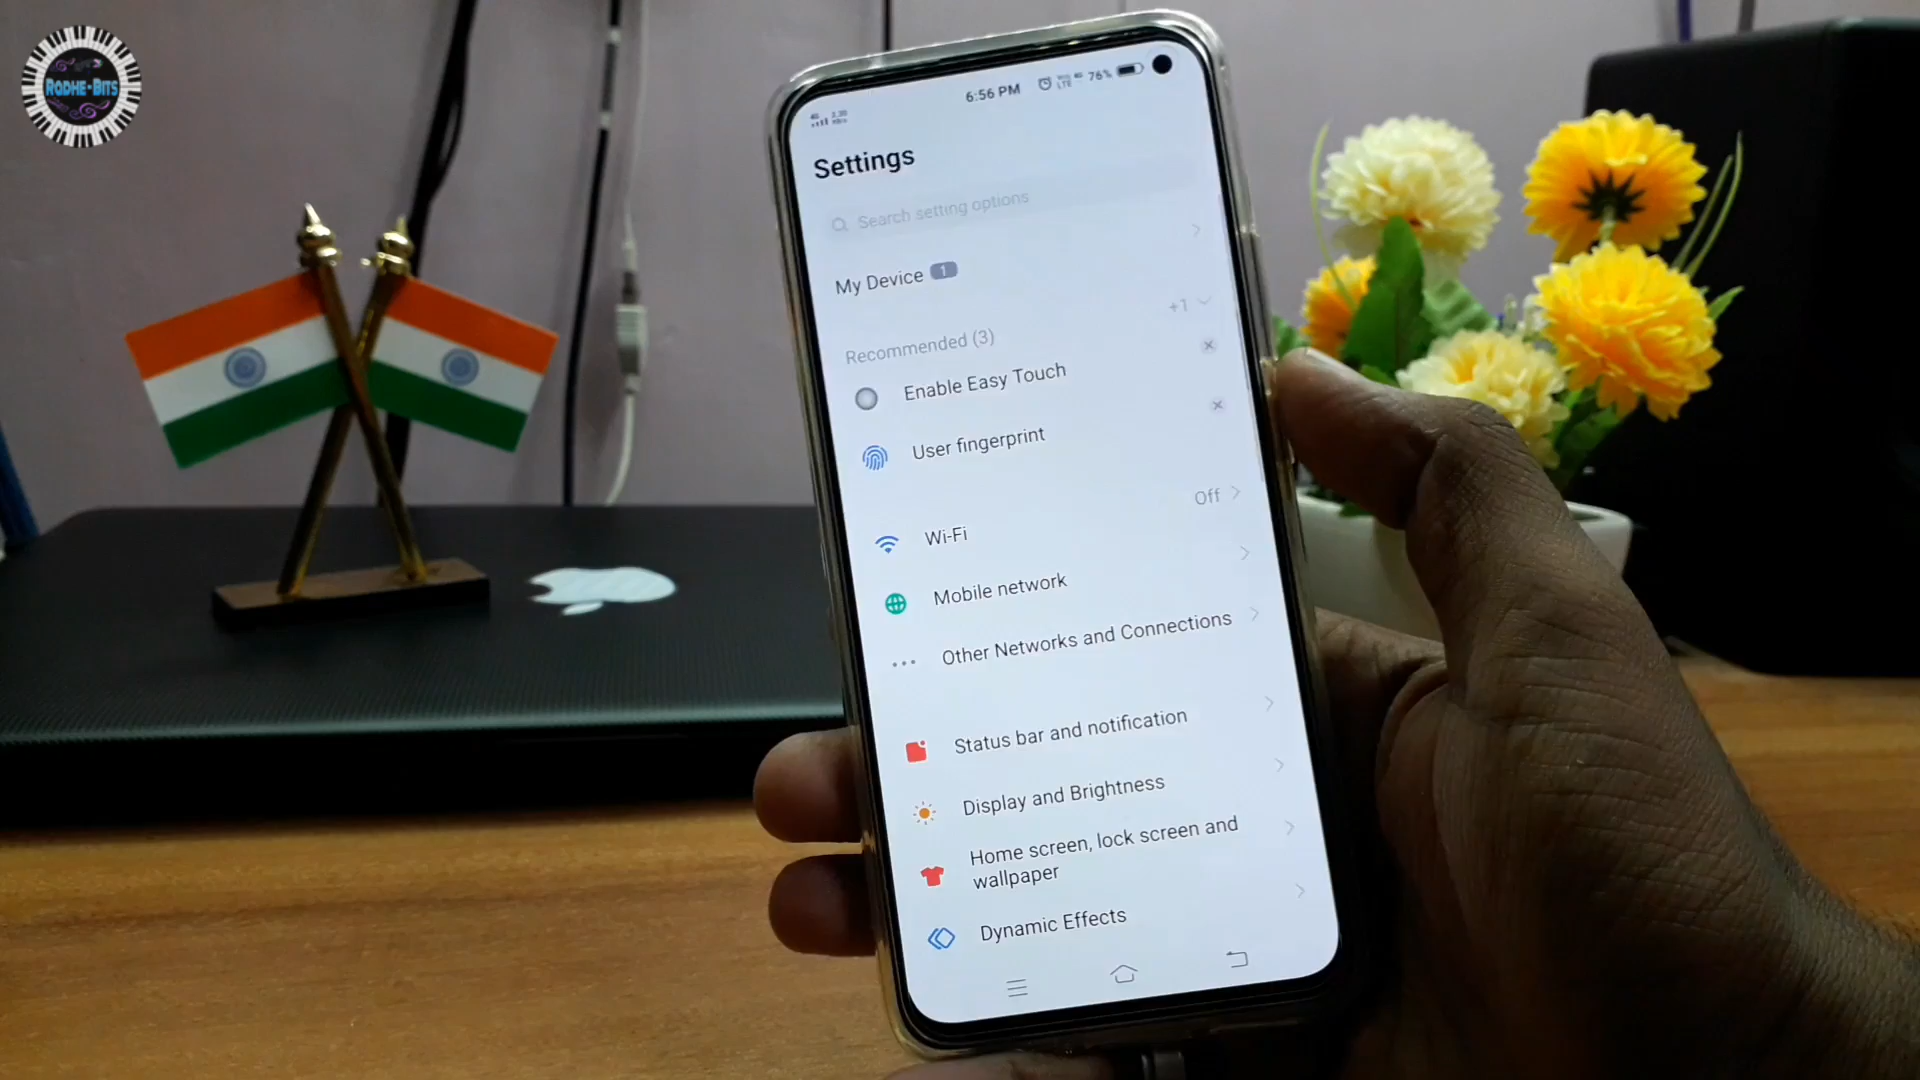 RODHE-BITS
6:56 PM
76%
Settings
Search setting options
My Device 1
Recommended (3) +1
Enable Easy Touch
User fingerprint
Wi-Fi Off
Mobile network
Other Networks and Connections
Status bar and notification
Display and Brightness
Home screen, lock screen and
wallpaper
Dynamic Effects